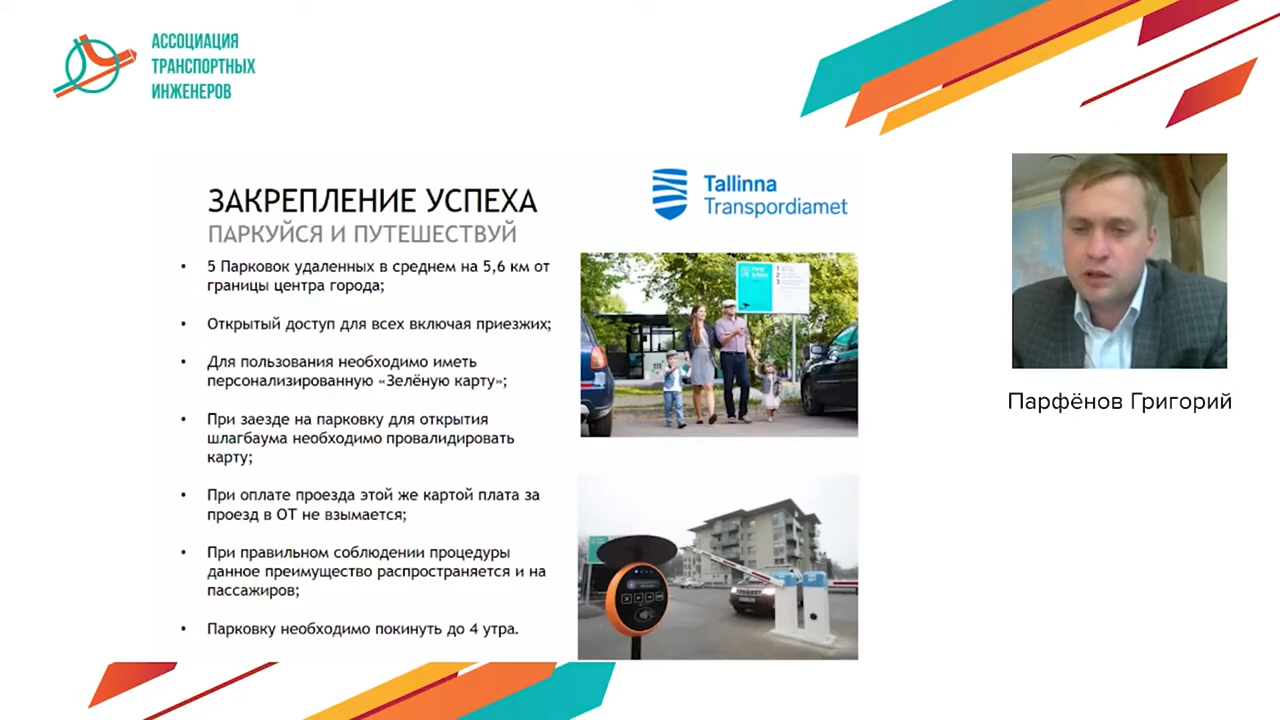 АССОЦИАЦИЯ
ТРАНСПОРТНЫХ
ИНЖЕНЕРОВ
ЗАКРЕПЛЕНИЕ УСПЕХА
ПАРКУЙСЯ И ПУТЕШЕСТВУЙ
Tallinna
Transpordiamet
• 5 Парковок удаленных в среднем на 5,6 км от
границы центра города;
• Открытый доступ для всех включая приезжих;
• Для пользования необходимо иметь
персонализированную «Зелёную карту»;
• При заезде на парковку для открытия
шлагбаума необходимо провалидировать
карту;
• При оплате проезда этой же картой плата за
проезд в ОТ не взымается;
• При правильном соблюдении процедуры
данное преимущество распространяется и на
пассажиров;
• Парковку необходимо покинуть до 4 утра.
1
2
3
Парфёнов Григорий